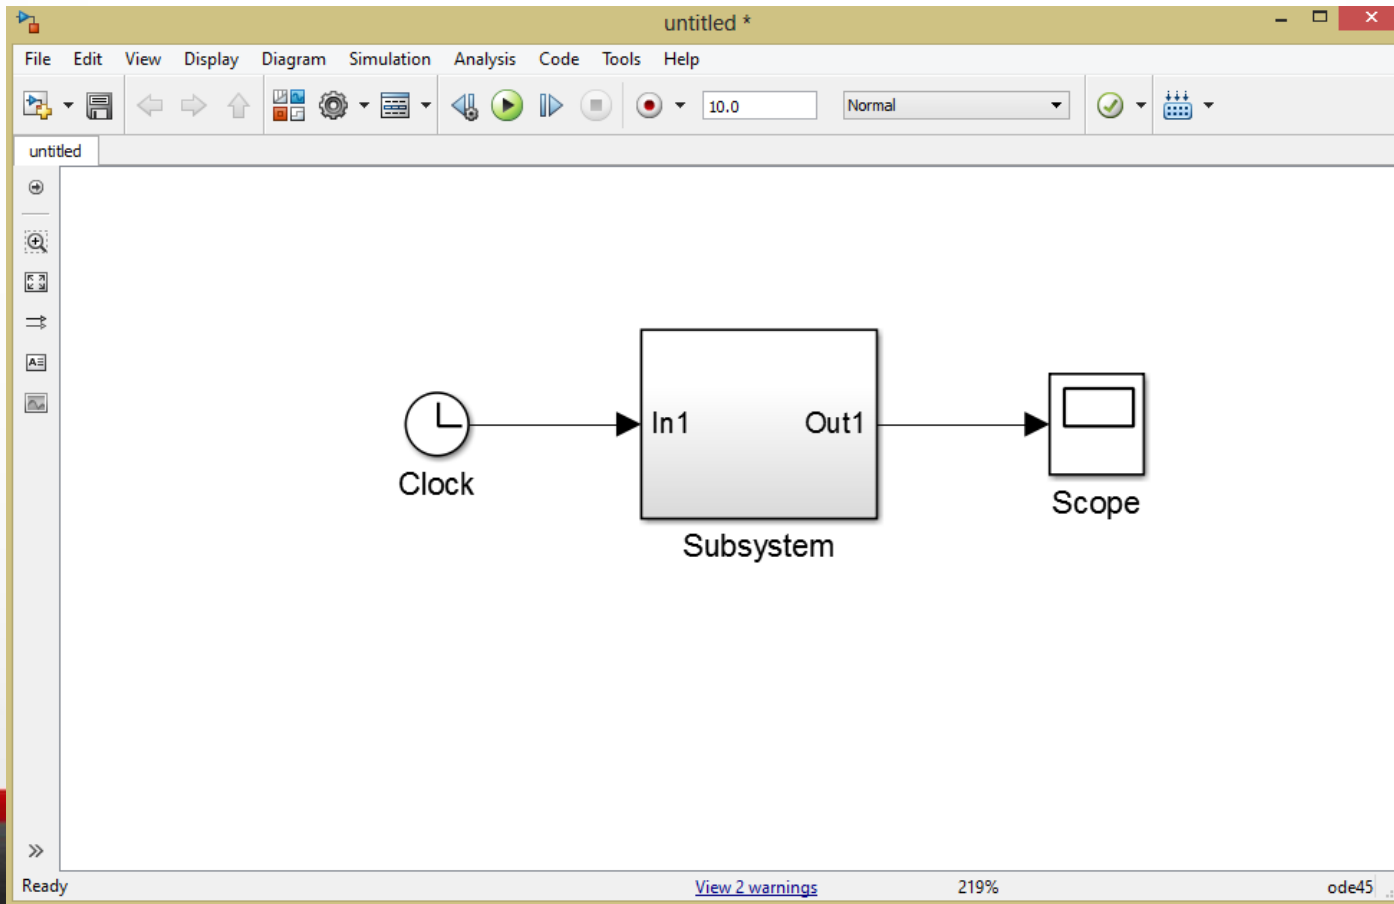 untitled *
File Edit View Display Diagram Simulation Analysis Code Tools Help
10.0 Normal
untitled
In1 Out1
Clock
Scope
Subsystem
Ready View 2 warnings 219% ode45